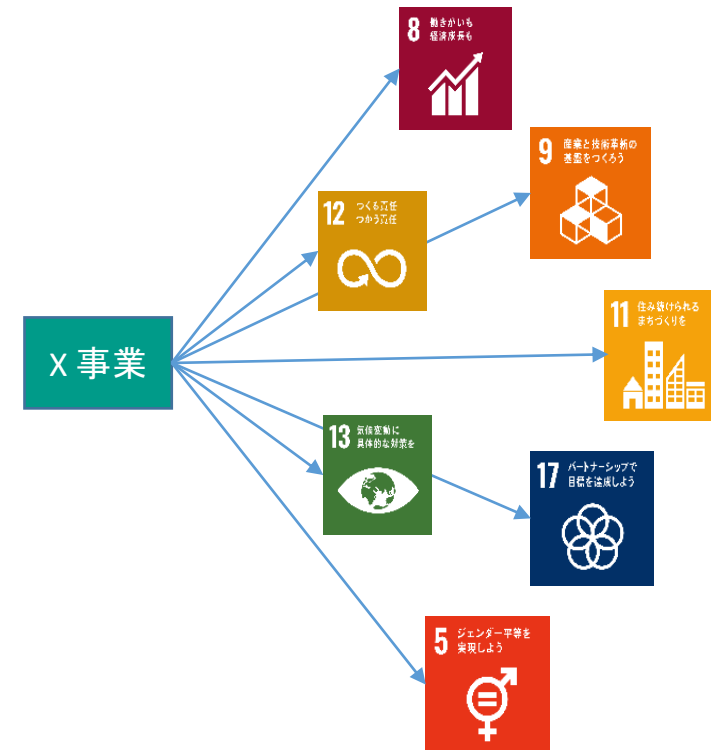 8 働きがいも
経済成長も
9 産業と技術革新の
基盤をつくろう
12 つくる責任
つかう責任
11 住み続けられる
まちづくりを
X 事業
13 気候変動に
具体的な対策を
17 パートナーシップで
目標を達成しよう
5 ジェンダー平等を
実現しよう